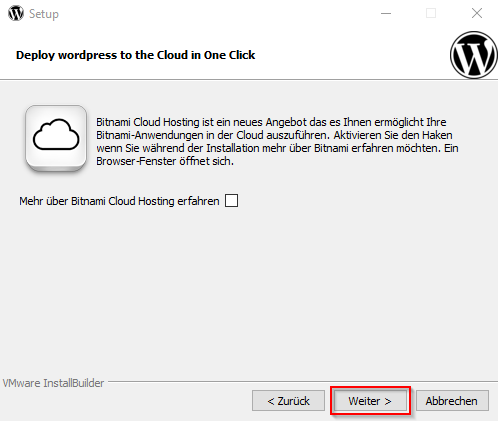 Setup
Deploy wordpress to the Cloud in One Click
Bitnami Cloud Hosting ist ein neues Angebot das es Ihnen ermöglicht Ihre
Bitnami-Anwendungen in der Cloud auszuführen. Aktivieren Sie den Haken
wenn Sie während der Installation mehr über Bitnami erfahren möchten. Ein
Browser-Fenster öffnet sich.
Mehr über Bitnami Cloud Hosting erfahren
VMware InstallBuilder
< Zurück
Weiter >
Abbrechen